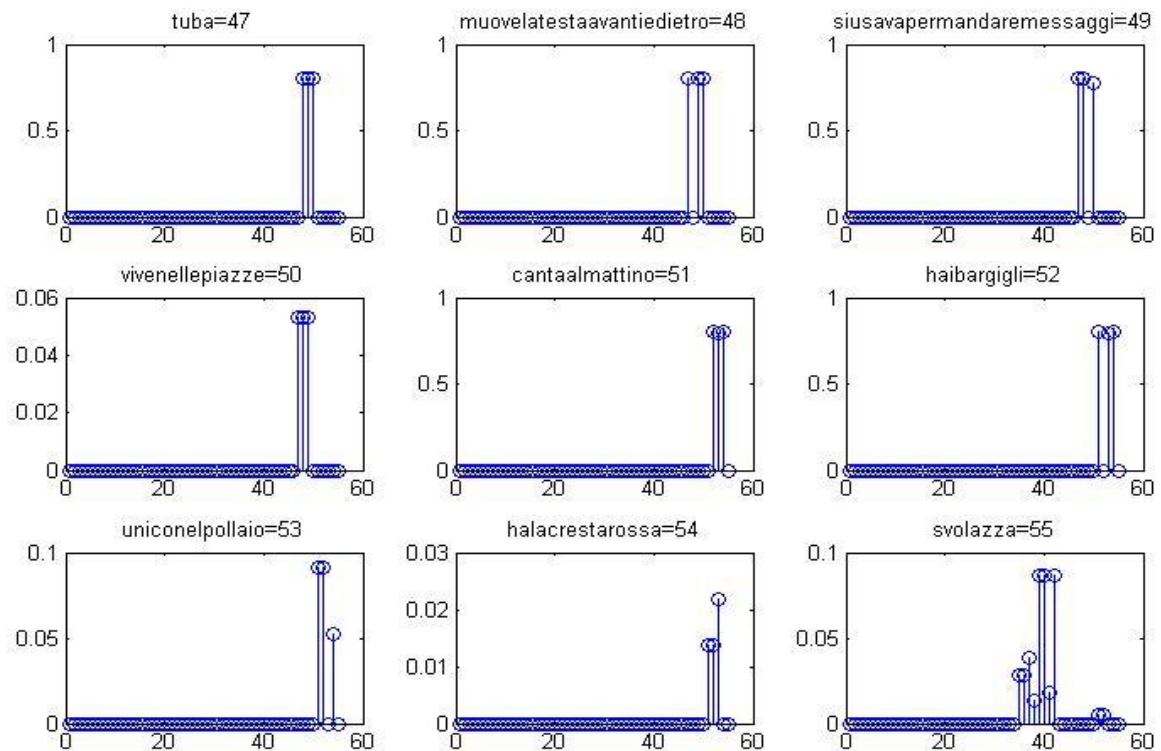 tuba=47 muovelatestaavantiedietro=48 siusavapermandaremessaggi=49
1 1 1
0.5 0.5 0.5
0 0 0
0 20 40 60 0 20 40 60 0 20 40 60
vivenellepiazze=50 cantaalmattino=51 haibargigli=52
0.06 1 1
0.04
0.5 0.5
0.02
0 0 0
0 20 40 60 0 20 40 60 0 20 40 60
uniconelpollaio=53 halacrestarossa=54 svolazza=55
0.1 0.03 0.1
0.02
0.05 0.05
0.01
0 0 0
0 20 40 60 0 20 40 60 0 20 40 60